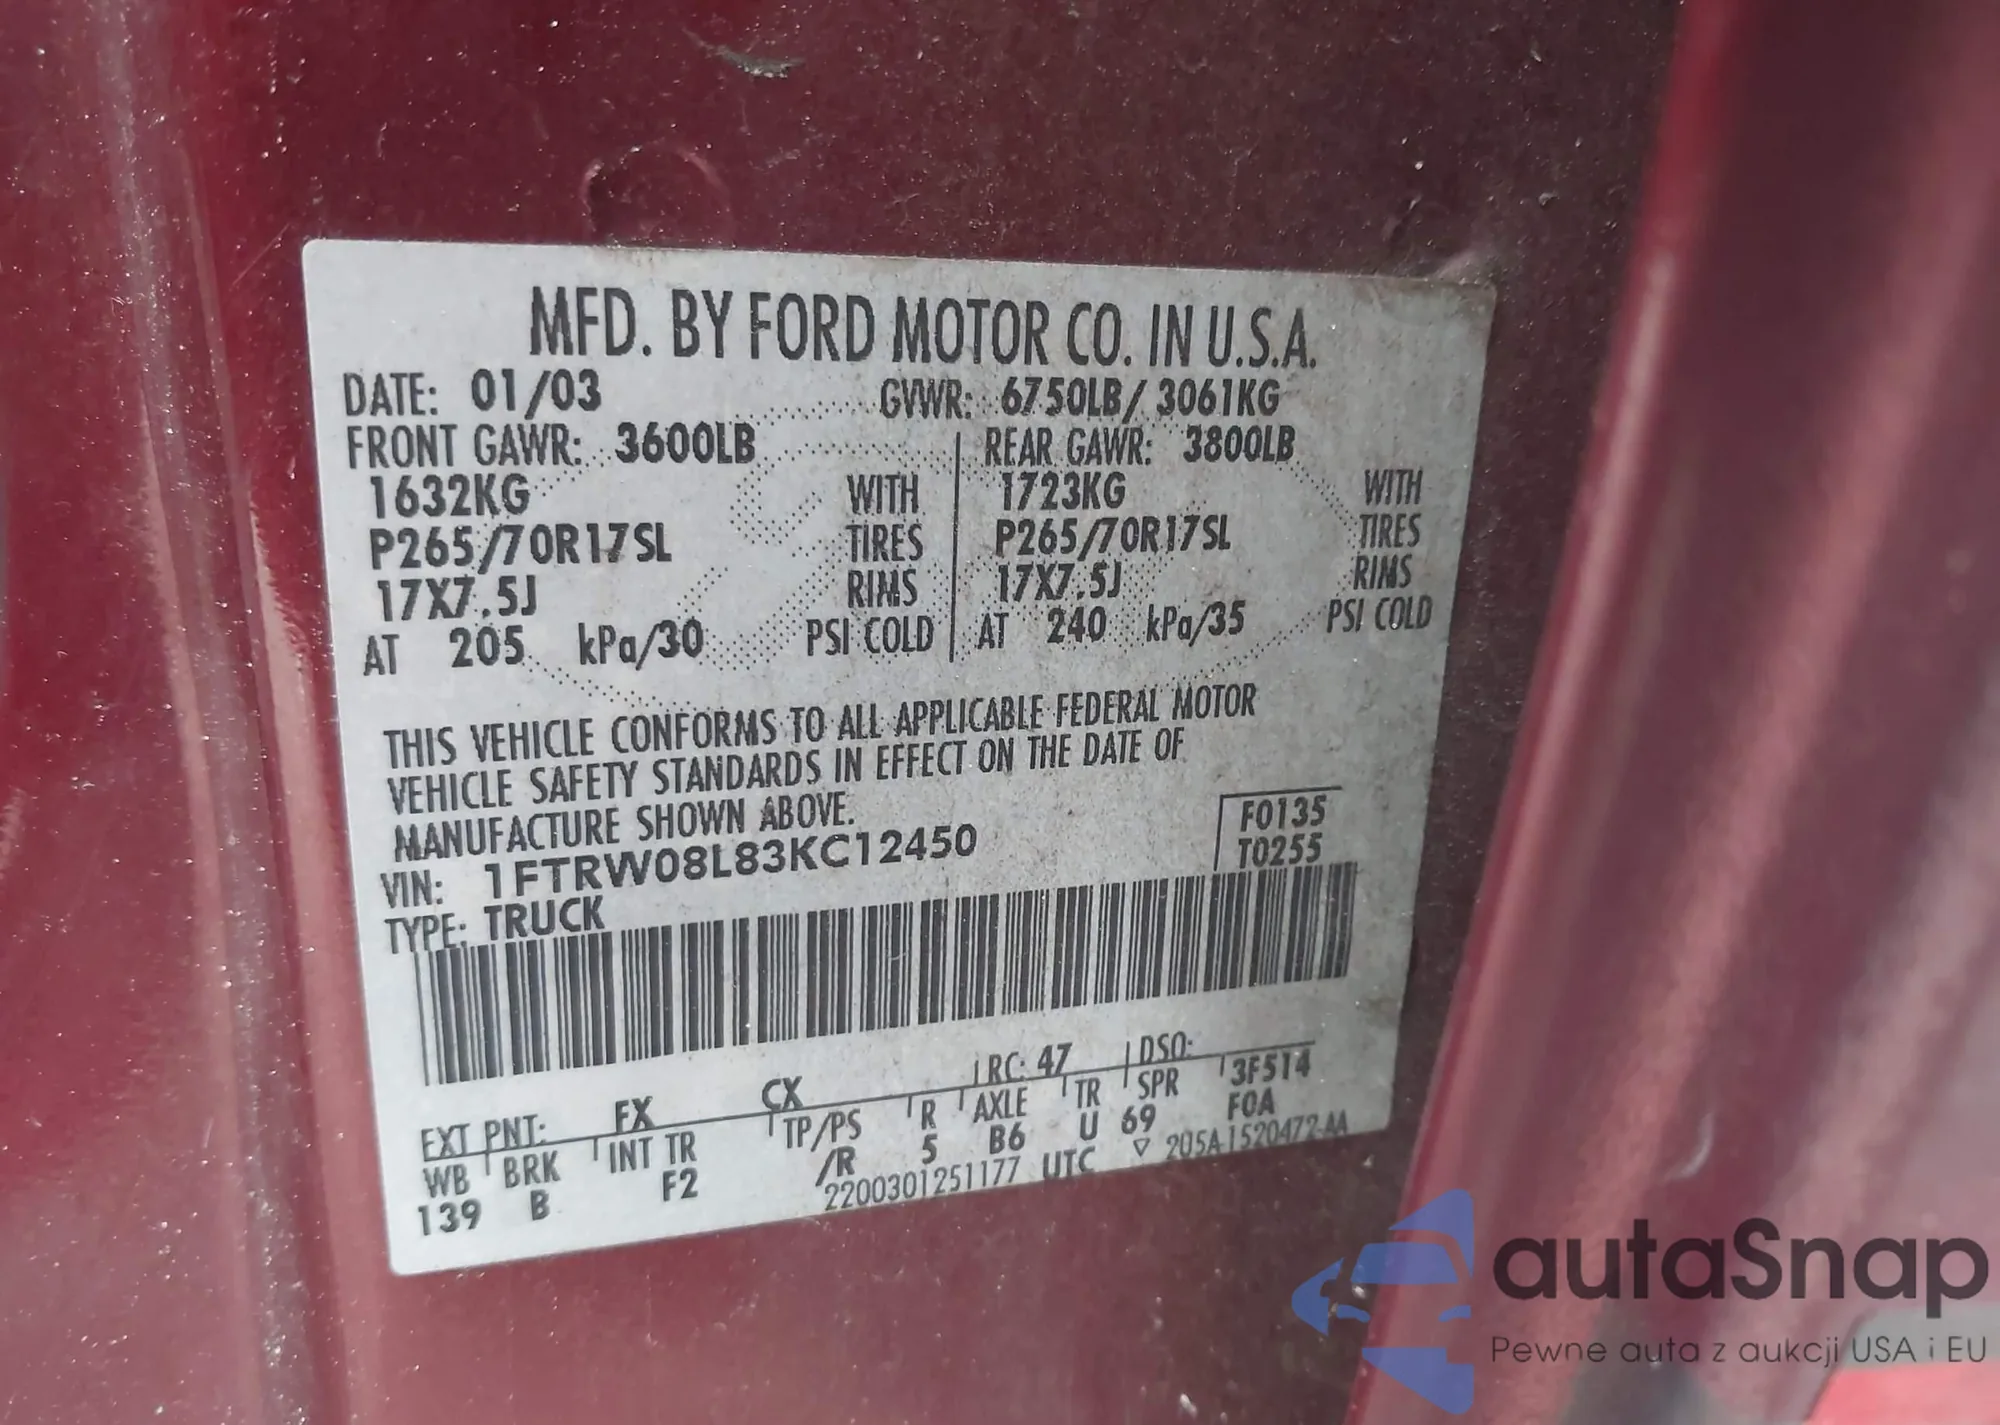 MFD. BY FORD MOTOR CO. IN U.S.A.
DATE: 01/03 GVWR: 6750LB/ 3061KG
FRONT GAWR: 3600LB REAR GAWR: 3800LB
1632KG WITH 1723KG WITH
P265/70R17SL TIRES P265/70R17SL TIRES
17X7.5J RIMS 17X7.5J RIMS
AT 205 kPa/30 PSI COLD AT 240 kPa/35 PSI COLD
THIS VEHICLE CONFORMS TO ALL APPLICABLE FEDERAL MOTOR
VEHICLE SAFETY STANDARDS IN EFFECT ON THE DATE OF
MANUFACTURE SHOWN ABOVE.
VIN: 1FTRW08L83KC12450 F0135
TYPE: TRUCK T0255
EXT PNT: FX CX RC: 47 DSO: 3F514
WB BRK INT TR TP/PS R AXLE TR SPR F0A
139 B F2 /R 5 B6 U 69
2200301251177 UTC ▽ 205A-1520472-AA
autaSnap
Pewne auta z aukcji USA i EU